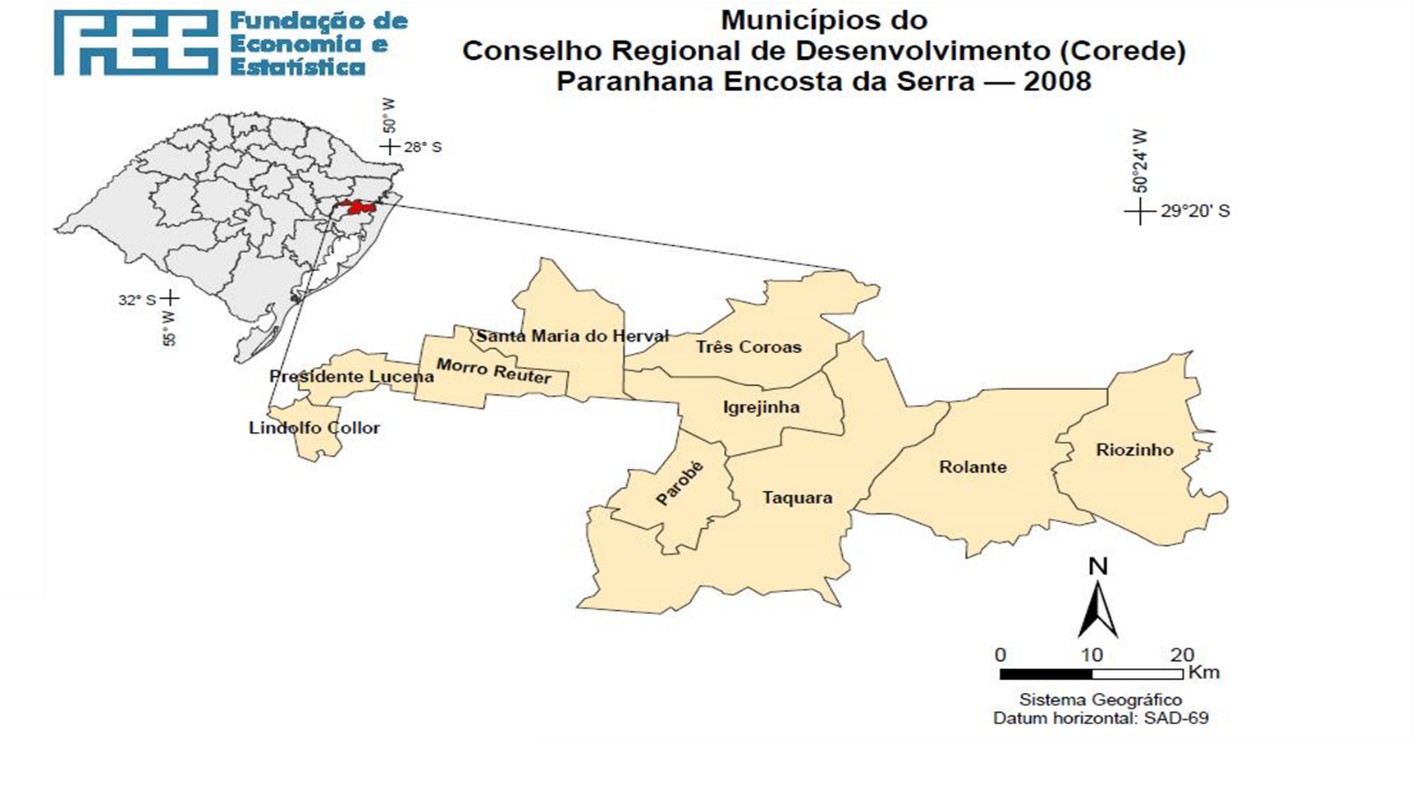 Fundação de
Economia e
Estatística
Municípios do
Conselho Regional de Desenvolvimento (Corede)
Paranhana Encosta da Serra — 2008
50° W
28° S
50°24' W
29°20' S
32° S
55° W
Santa Maria do Herval
Três Coroas
Presidente Lucena
Morro Reuter
Igrejinha
Lindolfo Collor
Parobé
Taquara
Rolante
Riozinho
N
0 10 20
Km
Sistema Geográfico
Datum horizontal: SAD-69